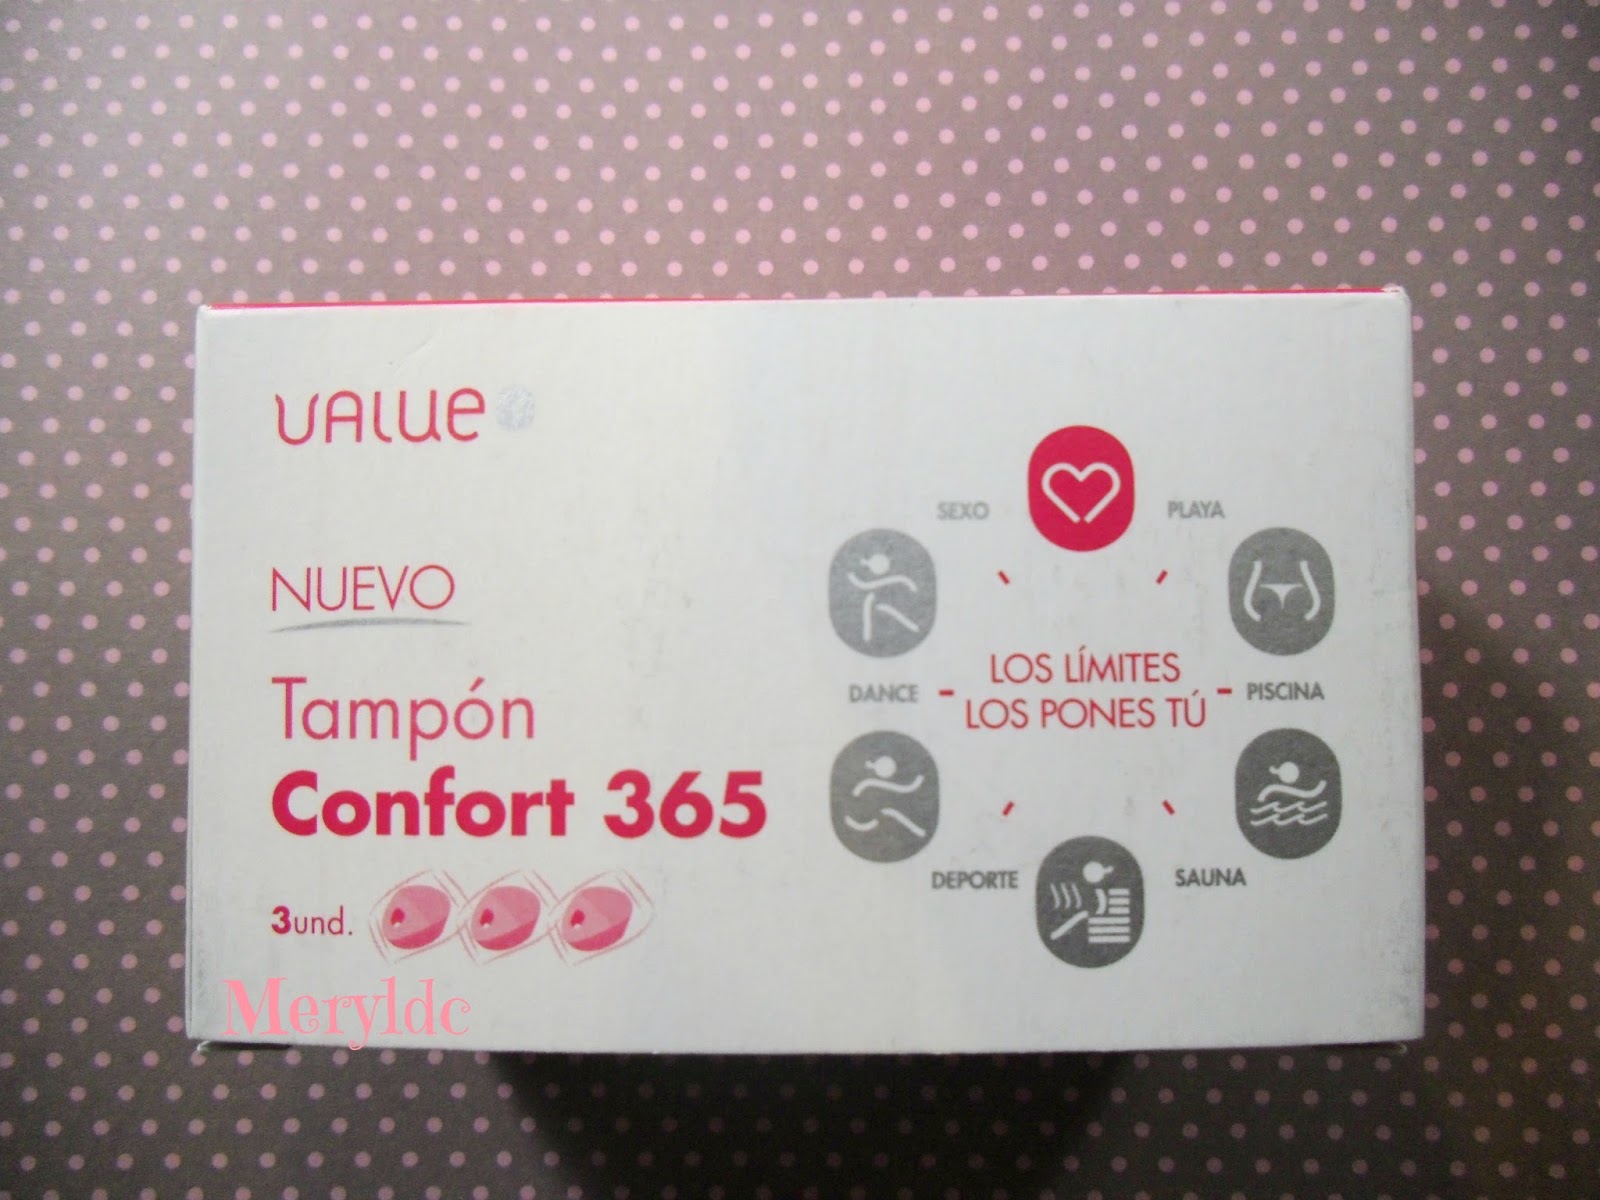 VALUE
NUEVO
Tampón
Confort 365
3und.
SEXO
PLAYA
DANCE
LOS LÍMITES
LOS PONES TÚ
PISCINA
DEPORTE
SAUNA
Meryldc